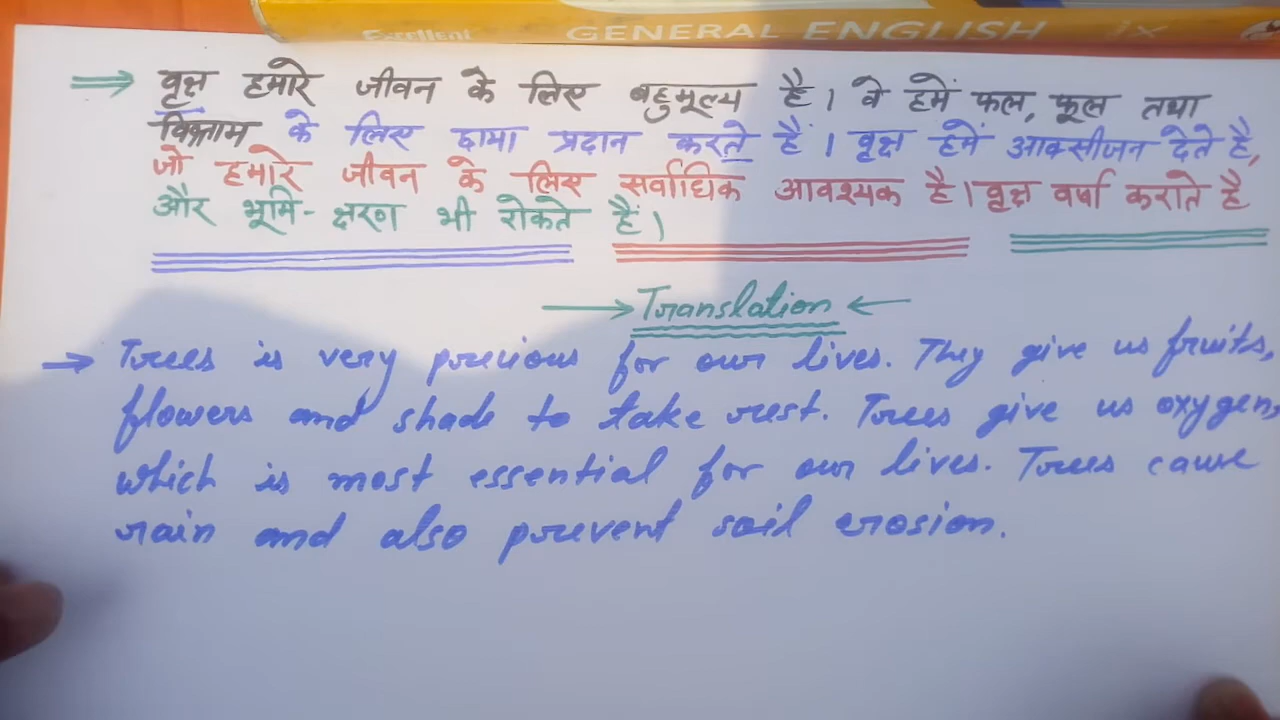 Excellent GENERAL ENGLISH ix
⇒ वृक्ष हमारे जीवन के लिए बहुमूल्य है। वे हमें फल, फूल तथा
विश्राम के लिए छाया प्रदान करते हैं। वृक्ष हमें आक्सीजन देते है,
जो हमारे जीवन के लिए सर्वाधिक आवश्यक है। वृक्ष वर्षा कराते है
और भूमि-क्षरण भी रोकते हैं।
→ Translation ←
→ Trees is very precious for our lives. They give us fruits,
flowers and shade to take rest. Trees give us oxygen,
which is most essential for our lives. Trees cause
rain and also prevent soil erosion.